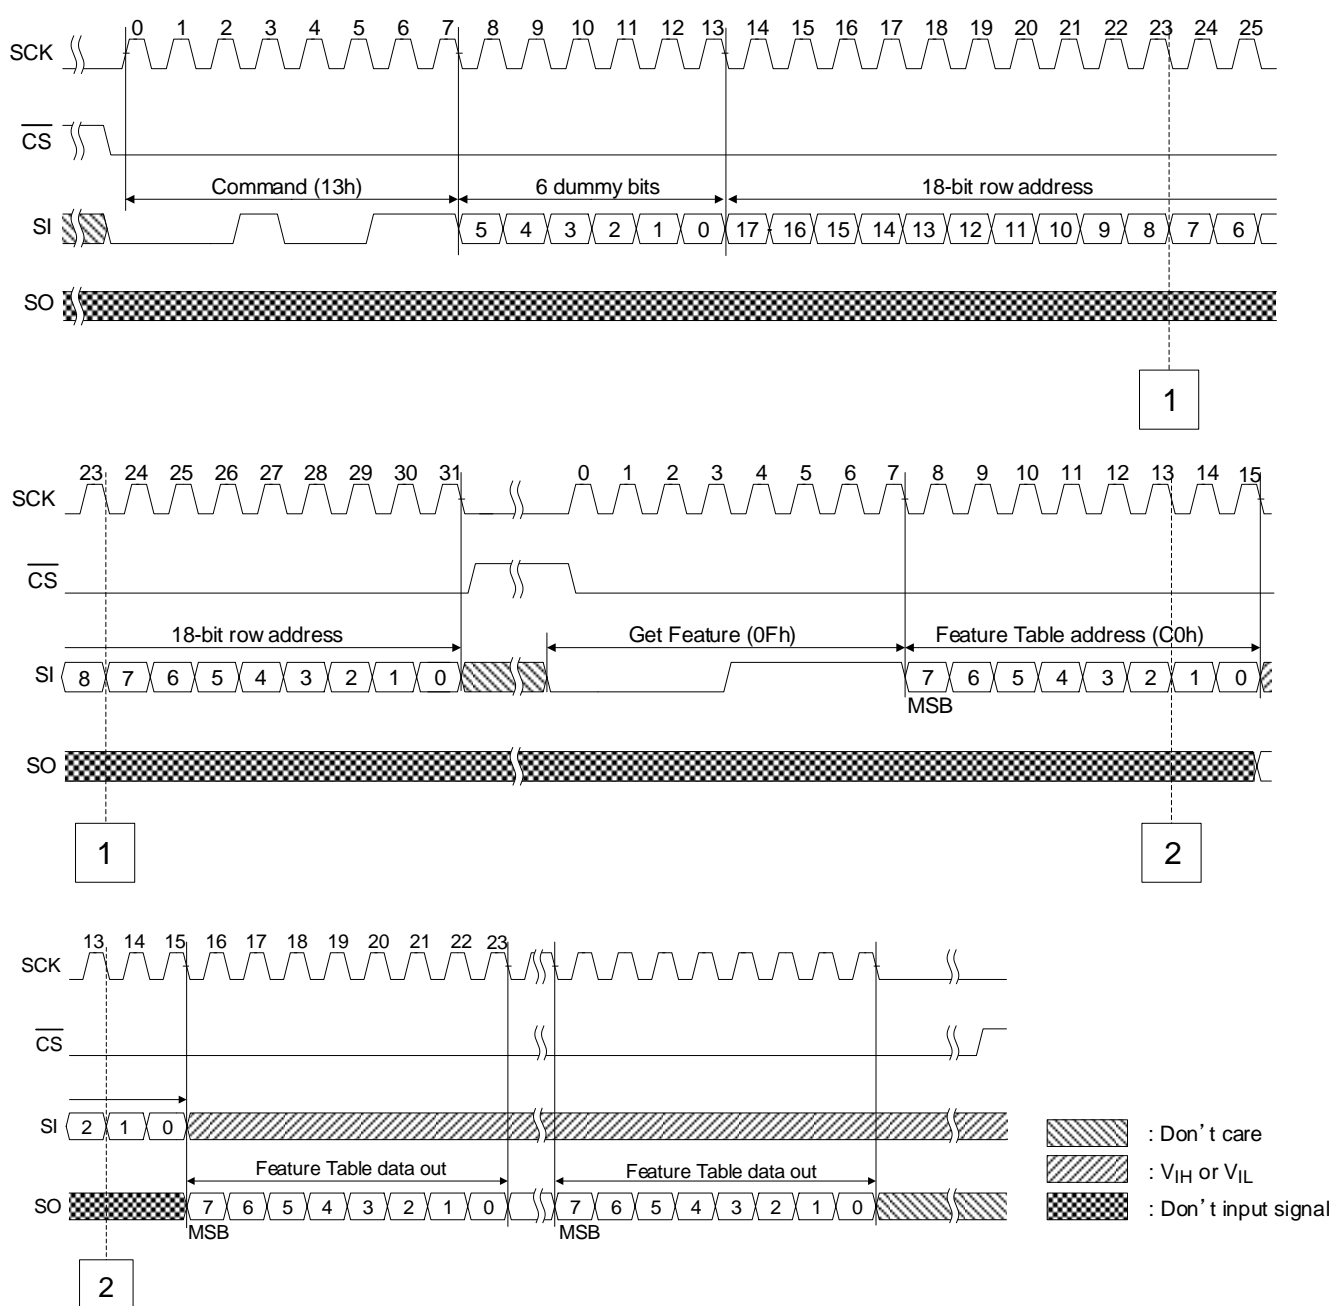 0 1 2 3 4 5 6 7 8 9 10 11 12 13 14 15 16 17 18 19 20 21 22 23 24 25
SCK
CS
Command (13h) 6 dummy bits 18-bit row address
SI 5 4 3 2 1 0 17 16 15 14 13 12 11 10 9 8 7 6
SO
1
23 24 25 26 27 28 29 30 31 0 1 2 3 4 5 6 7 8 9 10 11 12 13 14 15
SCK
CS
18-bit row address Get Feature (0Fh) Feature Table address (C0h)
SI 8 7 6 5 4 3 2 1 0 7 6 5 4 3 2 1 0
MSB
SO
1 2
13 14 15 16 17 18 19 20 21 22 23
SCK
CS
SI 2 1 0
: Don't care
Feature Table data out Feature Table data out
: VIH or VIL
SO 7 6 5 4 3 2 1 0 7 6 5 4 3 2 1 0
: Don't input signal
MSB MSB
2